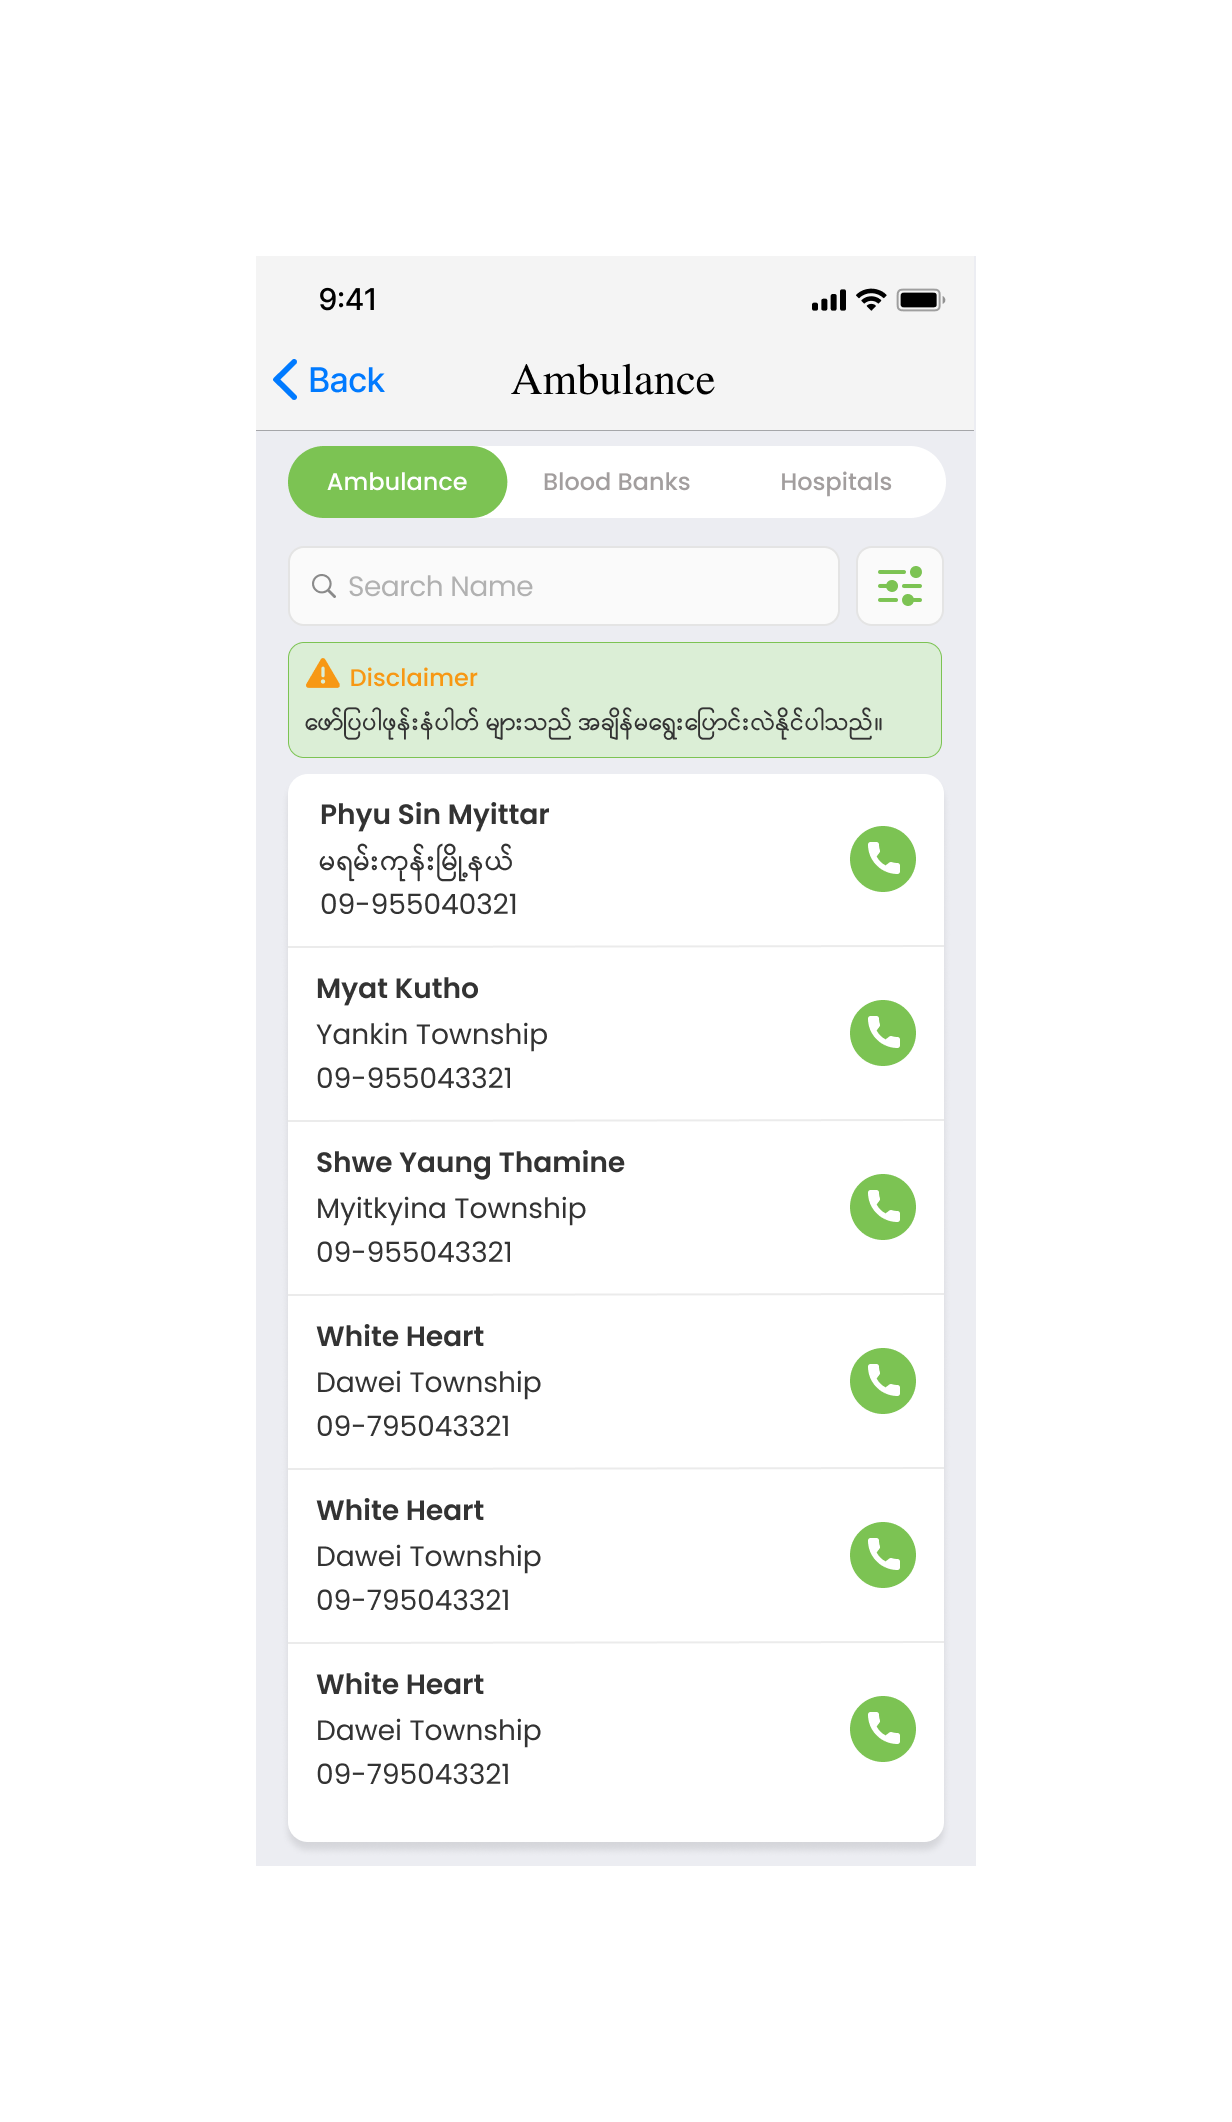 9:41
Back
Ambulance
Ambulance
Blood Banks
Hospitals
Search Name
Disclaimer
ဖော်ပြပါဖုန်းနံပါတ် များသည် အချိန်မရွေးပြောင်းလဲနိုင်ပါသည်။
Phyu Sin Myittar
မရမ်းကုန်းမြို့နယ်
09-955040321
Myat Kutho
Yankin Township
09-955043321
Shwe Yaung Thamine
Myitkyina Township
09-955043321
White Heart
Dawei Township
09-795043321
White Heart
Dawei Township
09-795043321
White Heart
Dawei Township
09-795043321